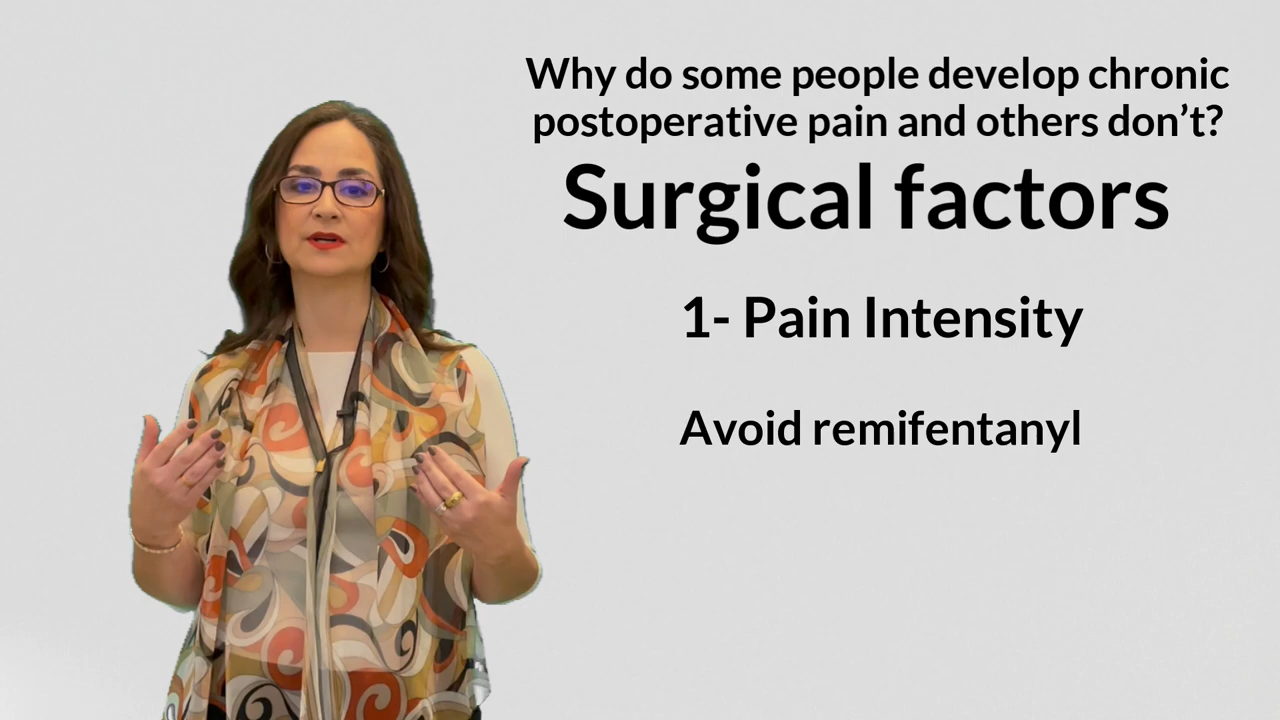 Why do some people develop chronic
postoperative pain and others don’t?
Surgical factors
1- Pain Intensity
Avoid remifentanyl